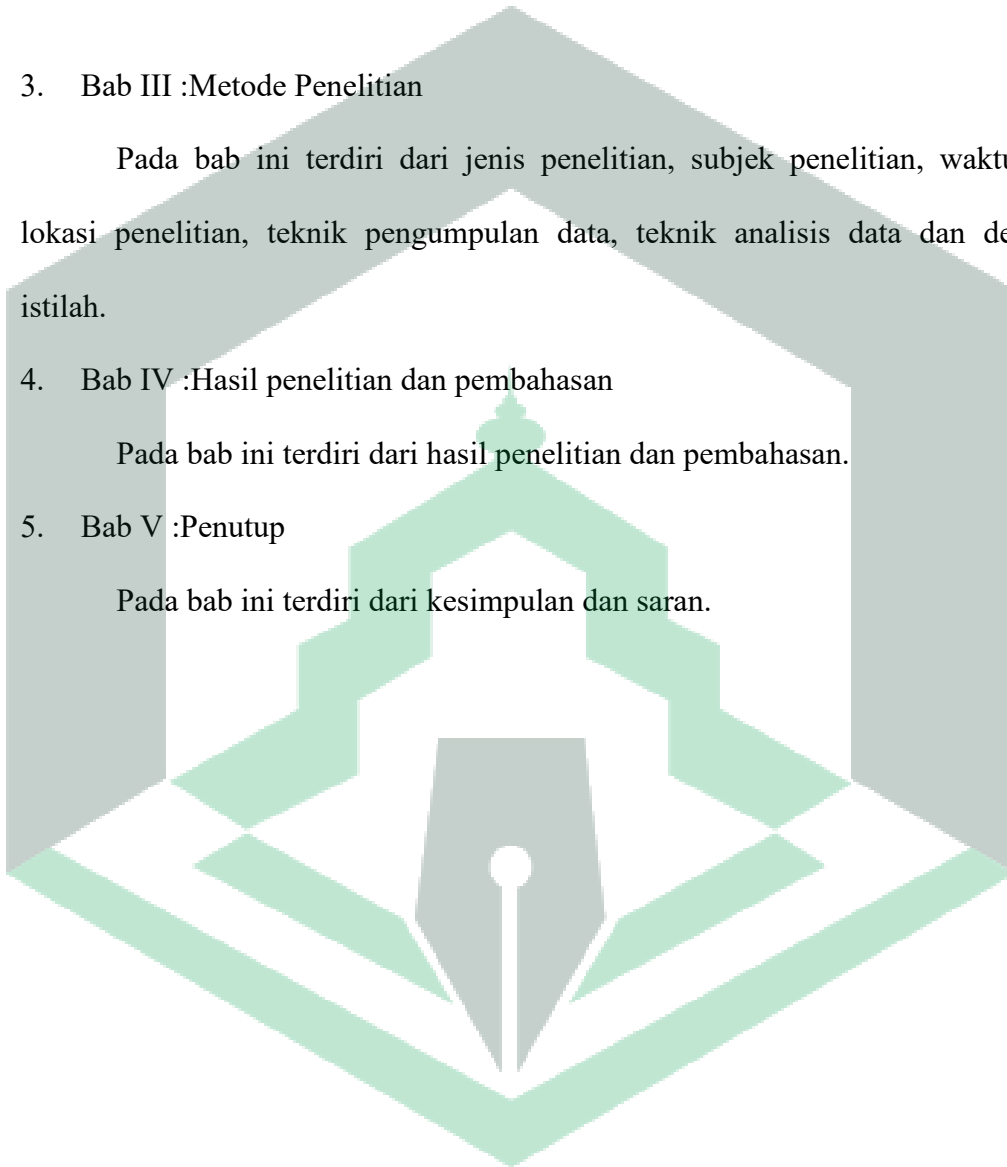 3. Bab III :Metode Penelitian
Pada bab ini terdiri dari jenis penelitian, subjek penelitian, waktu
lokasi penelitian, teknik pengumpulan data, teknik analisis data dan
istilah.
4. Bab IV :Hasil penelitian dan pembahasan
Pada bab ini terdiri dari hasil penelitian dan pembahasan.
5. Bab V :Penutup
Pada bab ini terdiri dari kesimpulan dan saran.